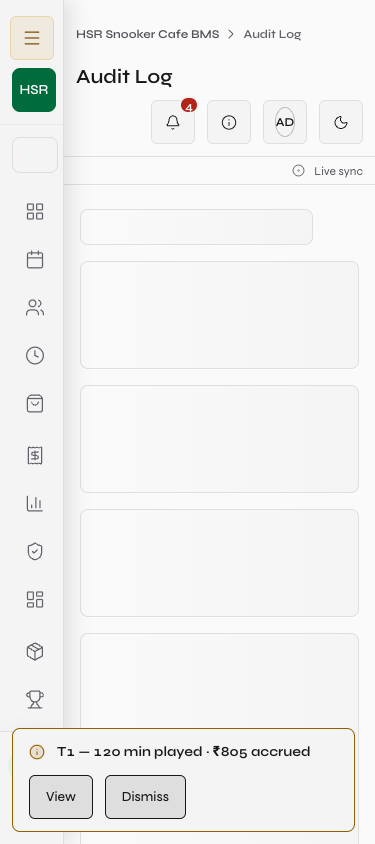 HSR
HSR Snooker Cafe BMS > Audit Log
Audit Log
4
AD
Live sync
T1 — 120 min played · ₹805 accrued
View
Dismiss